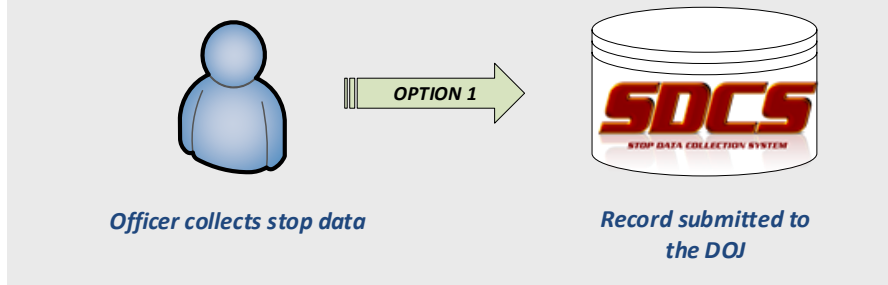 OPTION 1
SDCS
STOP DATA COLLECTION SYSTEM
Officer collects stop data
Record submitted to
the DOJ